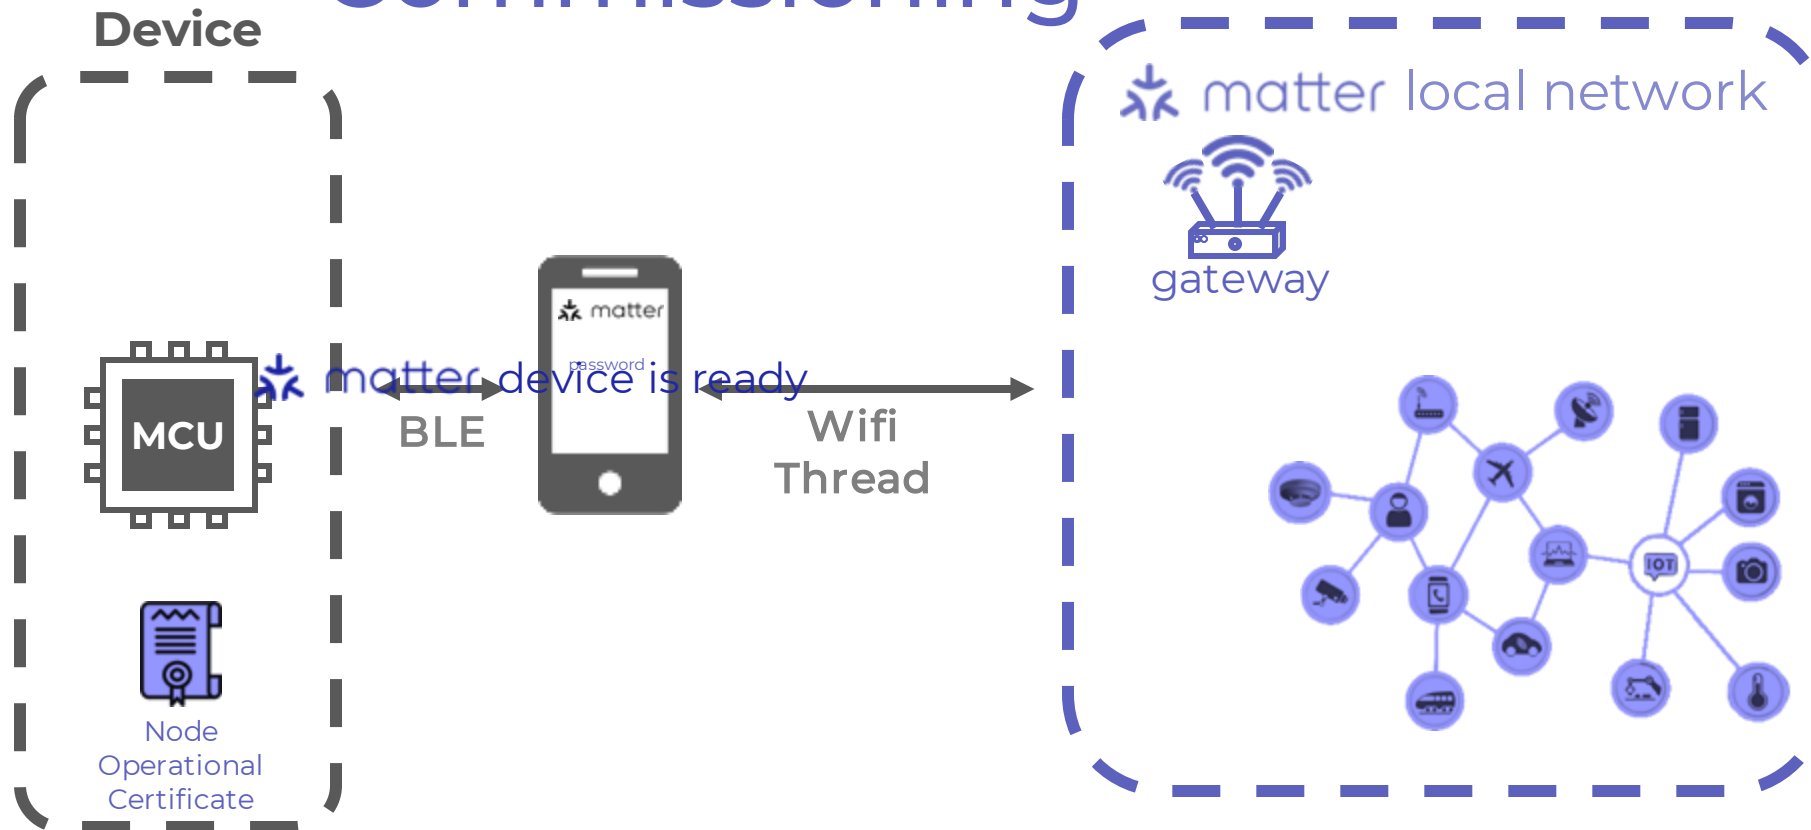 Commissioning
Device
matter local network
gateway
matter
password
matter device is ready
BLE
Wifi
Thread
MCU
IOT
Node
Operational
Certificate